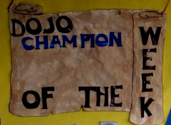 DOJO
CHAMPION
OF THE
WEEK